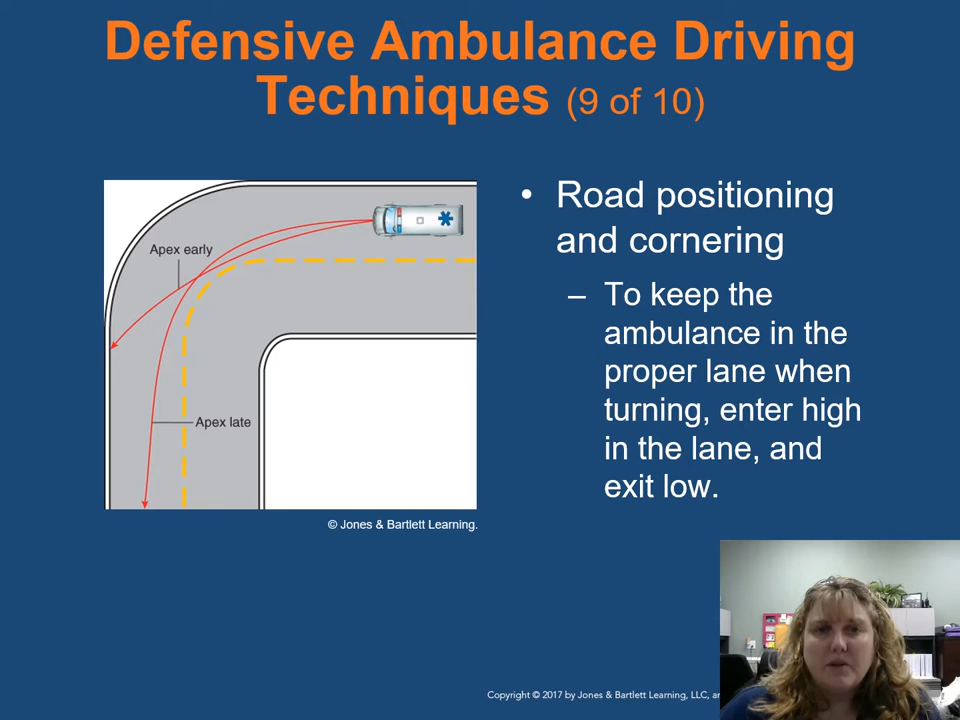 Defensive Ambulance Driving
Techniques (9 of 10)
Apex early
Apex late
© Jones & Bartlett Learning.
• Road positioning
and cornering
– To keep the
ambulance in the
proper lane when
turning, enter high
in the lane, and
exit low.
Copyright © 2017 by Jones & Bartlett Learning, LLC,